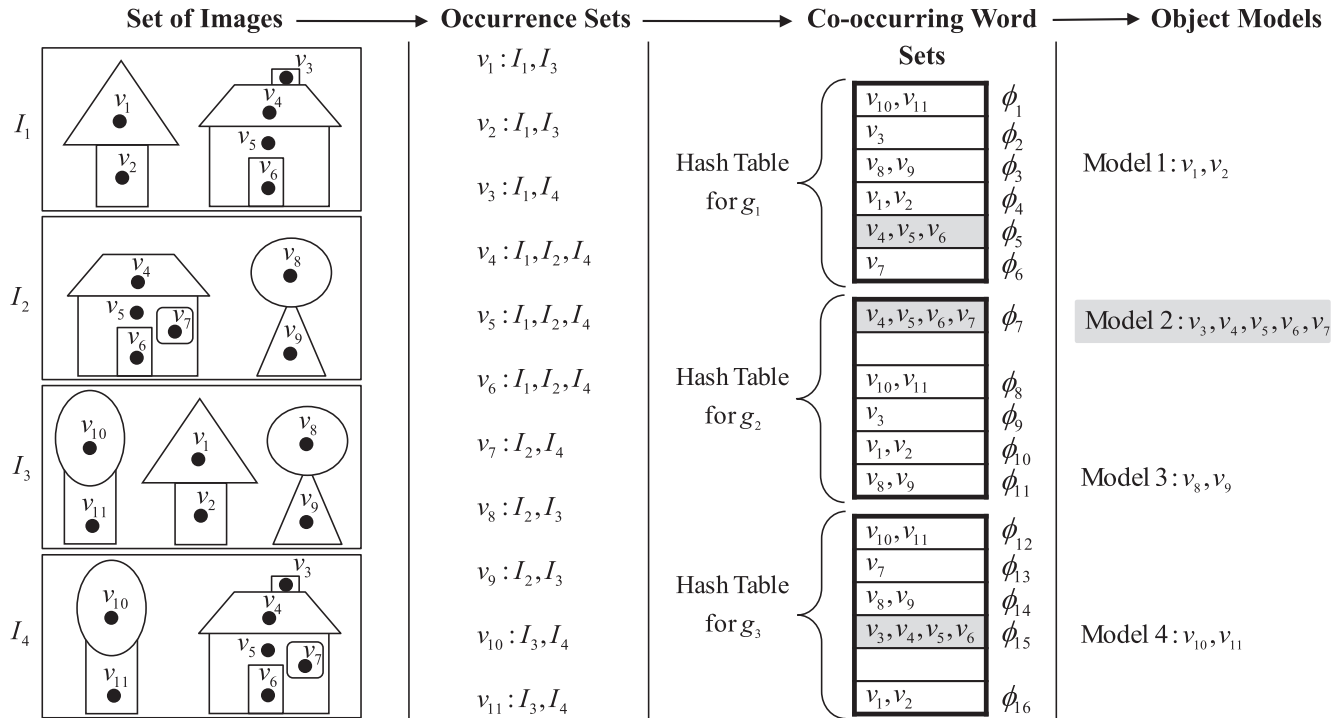 Set of Images → Occurrence Sets → Co-occurring Word Sets → Object Models
I₁
v₁
v₂
v₃
v₄
v₅
v₆
I₂
v₄
v₅
v₆
v₇
v₈
v₉
I₃
v₁₀
v₁₁
v₁
v₂
v₈
v₉
I₄
v₁₀
v₁₁
v₃
v₄
v₅
v₆
v₇
v₁ : I₁, I₃
v₂ : I₁, I₃
v₃ : I₁, I₄
v₄ : I₁, I₂, I₄
v₅ : I₁, I₂, I₄
v₆ : I₁, I₂, I₄
v₇ : I₂, I₄
v₈ : I₂, I₃
v₉ : I₂, I₃
v₁₀ : I₃, I₄
v₁₁ : I₃, I₄
Hash Table
for g₁
v₁₀, v₁₁ ϕ₁
v₃ ϕ₂
v₈, v₉ ϕ₃
v₁, v₂ ϕ₄
v₄, v₅, v₆ ϕ₅
v₇ ϕ₆
Hash Table
for g₂
v₄, v₅, v₆, v₇ ϕ₇
v₁₀, v₁₁ ϕ₈
v₃ ϕ₉
v₁, v₂ ϕ₁₀
v₈, v₉ ϕ₁₁
Hash Table
for g₃
v₁₀, v₁₁ ϕ₁₂
v₇ ϕ₁₃
v₈, v₉ ϕ₁₄
v₃, v₄, v₅, v₆ ϕ₁₅
v₁, v₂ ϕ₁₆
Model 1 : v₁, v₂
Model 2 : v₃, v₄, v₅, v₆, v₇
Model 3 : v₈, v₉
Model 4 : v₁₀, v₁₁